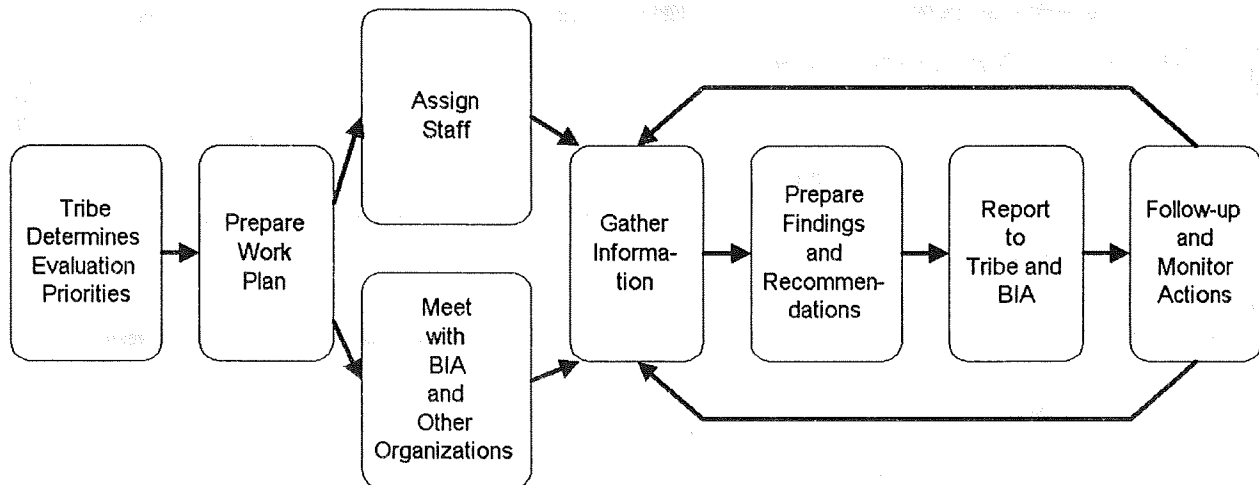 Tribe
Determines
Evaluation
Priorities
Prepare
Work
Plan
Assign
Staff
Meet
with
BIA
and
Other
Organizations
Gather
Informa-
tion
Prepare
Findings
and
Recommen-
dations
Report
to
Tribe and
BIA
Follow-up
and
Monitor
Actions